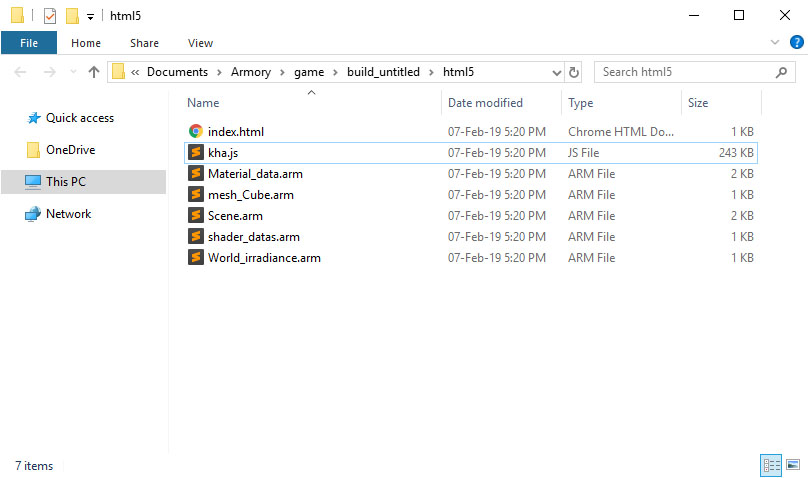 html5
File Home Share View
« Documents > Armory > game > build_untitled > html5 Search html5
Name Date modified Type Size
Quick access
OneDrive
This PC
Network
index.html 07-Feb-19 5:20 PM Chrome HTML Do... 1 KB
kha.js 07-Feb-19 5:20 PM JS File 243 KB
Material_data.arm 07-Feb-19 5:20 PM ARM File 2 KB
mesh_Cube.arm 07-Feb-19 5:20 PM ARM File 1 KB
Scene.arm 07-Feb-19 5:20 PM ARM File 2 KB
shader_datas.arm 07-Feb-19 5:20 PM ARM File 1 KB
World_irradiance.arm 07-Feb-19 5:20 PM ARM File 1 KB
7 items